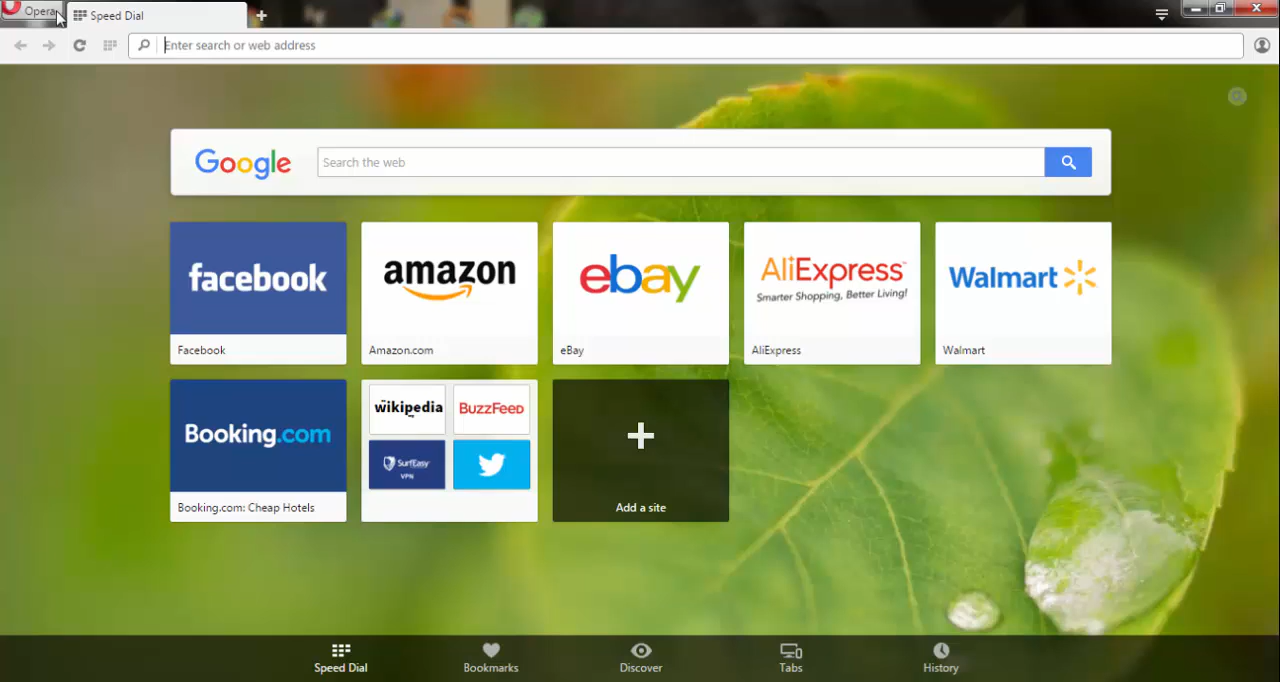 Opera
Speed Dial
Enter search or web address
Google
Search the web
facebook
amazon
ebay
AliExpress™
Smarter Shopping, Better Living!
Walmart
Facebook
Amazon.com
eBay
AliExpress
Walmart
Booking.com
wikipedia
BuzzFeed
SurfEasy
VPN
Booking.com: Cheap Hotels
Add a site
Speed Dial
Bookmarks
Discover
Tabs
History